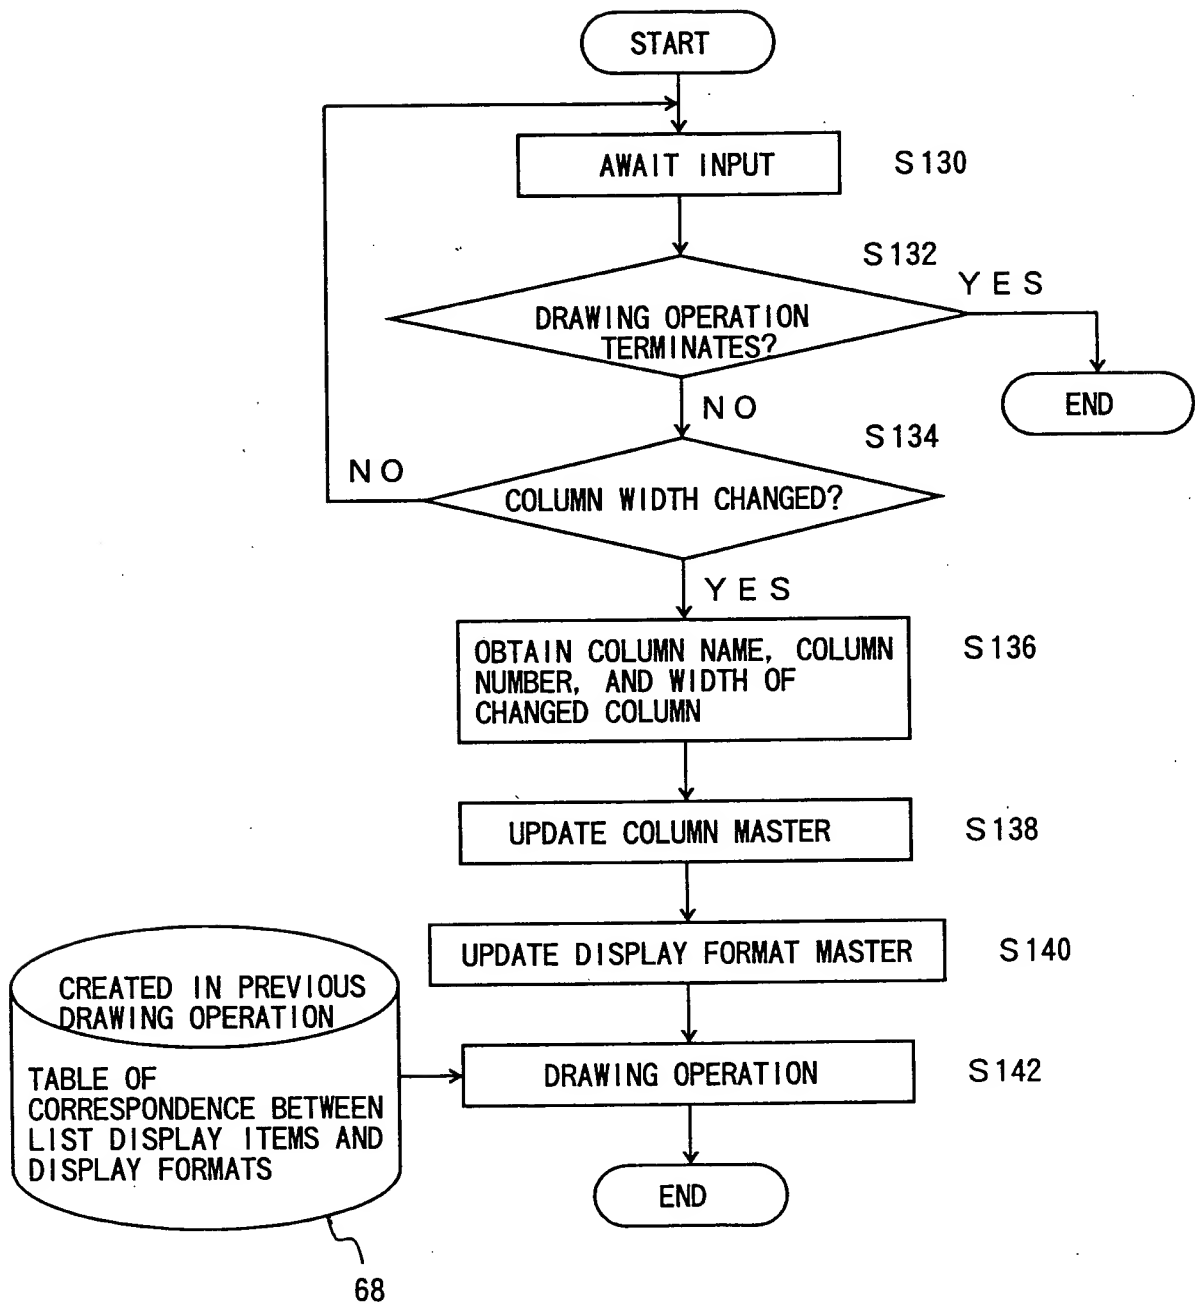 START
AWAIT INPUT
S130
S132
YES
DRAWING OPERATION
TERMINATES?
END
NO
S134
NO
COLUMN WIDTH CHANGED?
YES
OBTAIN COLUMN NAME, COLUMN
NUMBER, AND WIDTH OF
CHANGED COLUMN
S136
UPDATE COLUMN MASTER
S138
UPDATE DISPLAY FORMAT MASTER
S140
CREATED IN PREVIOUS
DRAWING OPERATION
TABLE OF
CORRESPONDENCE BETWEEN
LIST DISPLAY ITEMS AND
DISPLAY FORMATS
DRAWING OPERATION
S142
END
68